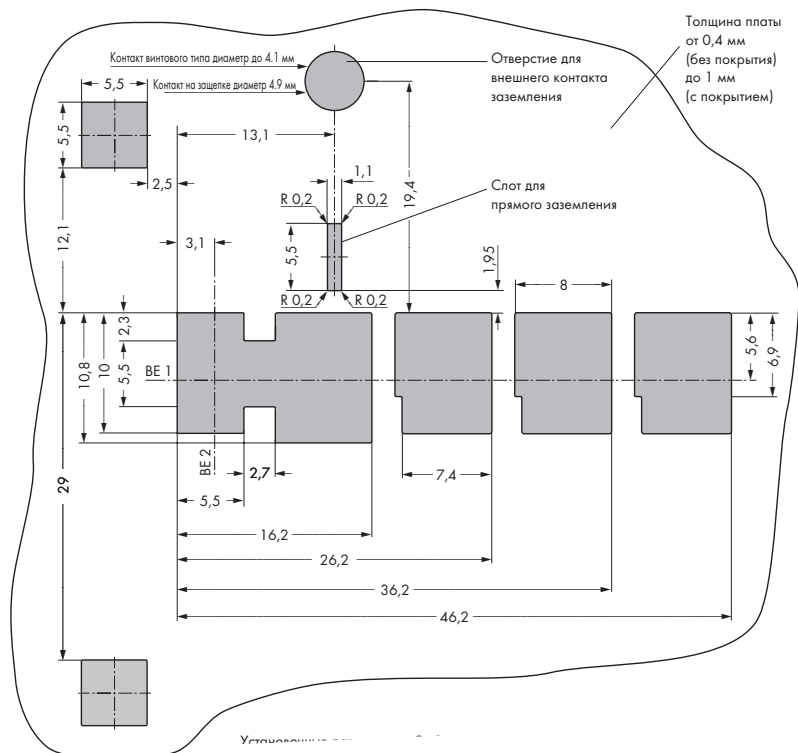 Толщина платы
от 0,4 мм
(без покрытия)
до 1 мм
(с покрытием)
Контакт винтового типа диаметр до 4.1 мм
Контакт на защелке диаметр 4.9 мм
Отверстие для
внешнего контакта
заземления
5,5
5,5
13,1
2,5
12,1
3,1
1,1
19,4
R 0,2
R 0,2
Слот для
прямого заземления
5,5
1,95
R 0,2
R 0,2
8
2,3
5,5
10
10,8
BE 1
5,6
6,9
BE 2
2,7
7,4
5,5
29
16,2
26,2
36,2
46,2
Установочные